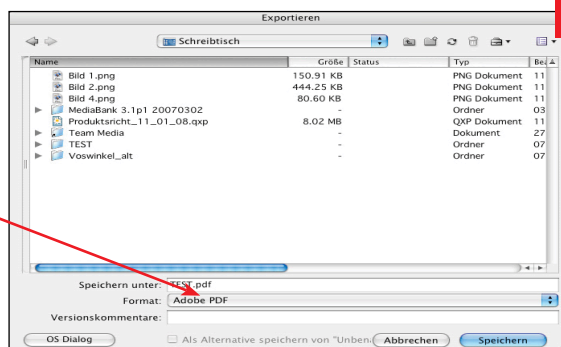 Exportieren
Schreibtisch
Name Größe Status Typ
Bild 1.png 150.91 KB PNG Dokument 11
Bild 2.png 444.25 KB PNG Dokument 11
Bild 4.png 80.60 KB PNG Dokument 11
MediaBank 3.1p1 20070302 - Ordner 03
Produktsricht_11_01_08.qxp 8.02 MB QXP Dokument 11
Team Media - Dokument 27
TEST - Ordner 07
Voswinkel_alt - Ordner 07
Speichern unter: TEST.pdf
Format: Adobe PDF
Versionskommentare:
OS Dialog Als Alternative speichern von "Unben Abbrechen Speichern